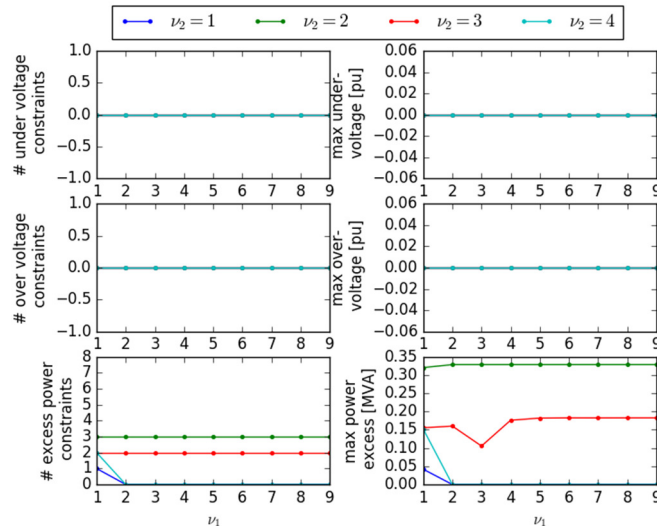 ν₂ = 1 ν₂ = 2 ν₂ = 3 ν₂ = 4
# under voltage
constraints
1.0
0.5
0.0
−0.5
−1.0
1 2 3 4 5 6 7 8 9
max under-
voltage [pu]
0.06
0.04
0.02
0.00
−0.02
−0.04
−0.06
1 2 3 4 5 6 7 8 9
# over voltage
constraints
1.0
0.5
0.0
−0.5
−1.0
1 2 3 4 5 6 7 8 9
max over-
voltage [pu]
0.06
0.04
0.02
0.00
−0.02
−0.04
−0.06
1 2 3 4 5 6 7 8 9
# excess power
constraints
8
7
6
5
4
3
2
1
0
1 2 3 4 5 6 7 8 9
ν₁
max power
excess [MVA]
0.35
0.30
0.25
0.20
0.15
0.10
0.05
0.00
1 2 3 4 5 6 7 8 9
ν₁